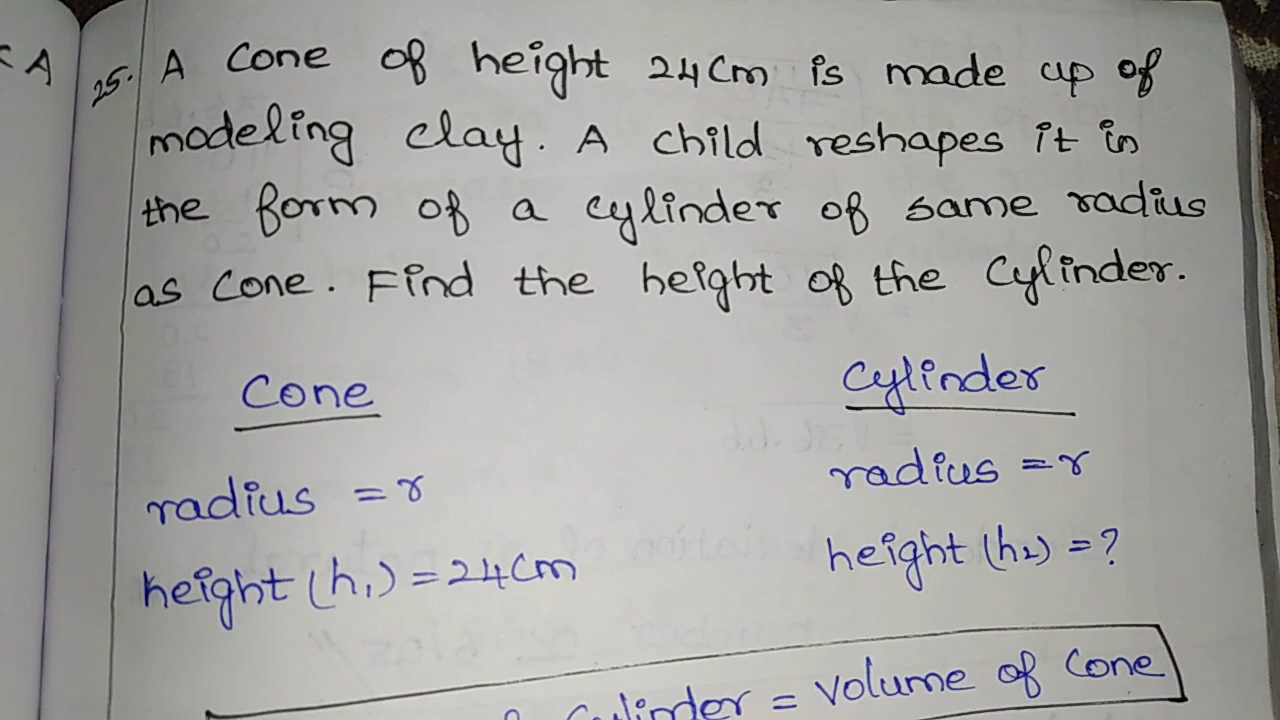 A
25. A Cone of height 24Cm is made up of
modeling clay. A child reshapes it in
the form of a cylinder of same radius
as Cone. Find the height of the Cylinder.
Cone
Cylinder
radius = r
radius = r
height (h₁) = 24Cm
height (h₂) = ?
Cylinder = volume of Cone